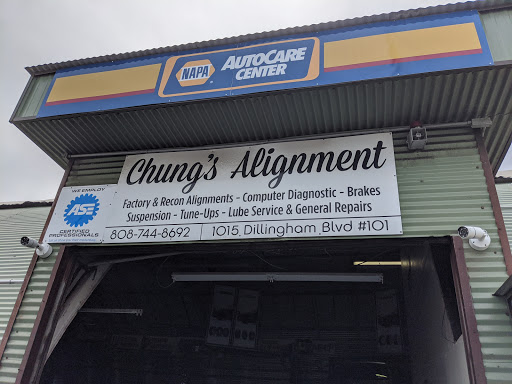 NAPA AUTOCARE CENTER
WE EMPLOY
ASE
CERTIFIED
PROFESSIONALS
Chung's Alignment
Factory & Recon Alignments - Computer Diagnostic - Brakes
Suspension - Tune-Ups - Lube Service & General Repairs
808-744-8692
1015 Dillingham Blvd #101